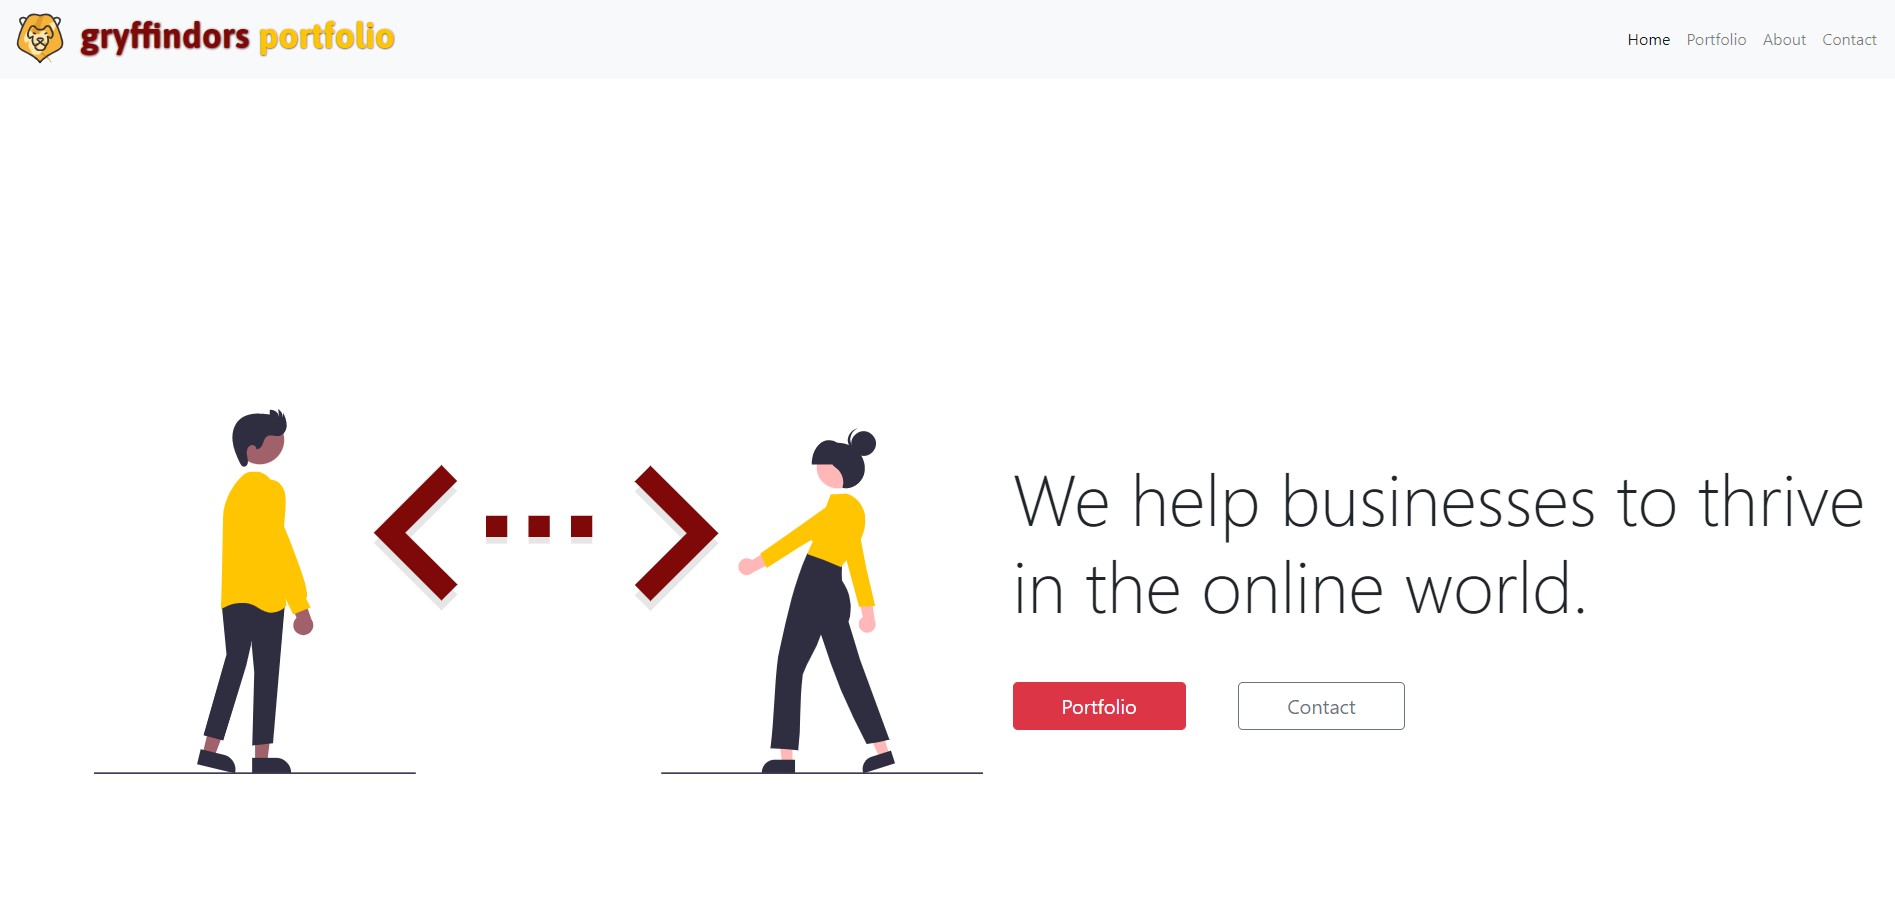 gryffindors portfolio
Home Portfolio About Contact
We help businesses to thrive
in the online world.
Portfolio Contact